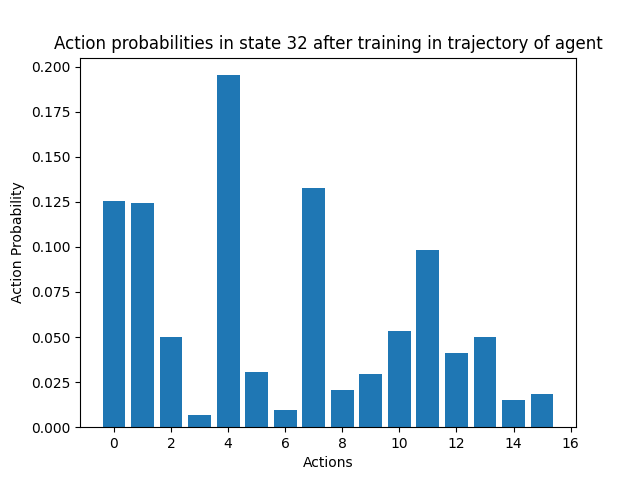 Action probabilities in state 32 after training in trajectory of agent
0.200
0.175
0.150
0.125
0.100
0.075
0.050
0.025
0.000
Action Probability
0 2 4 6 8 10 12 14 16
Actions